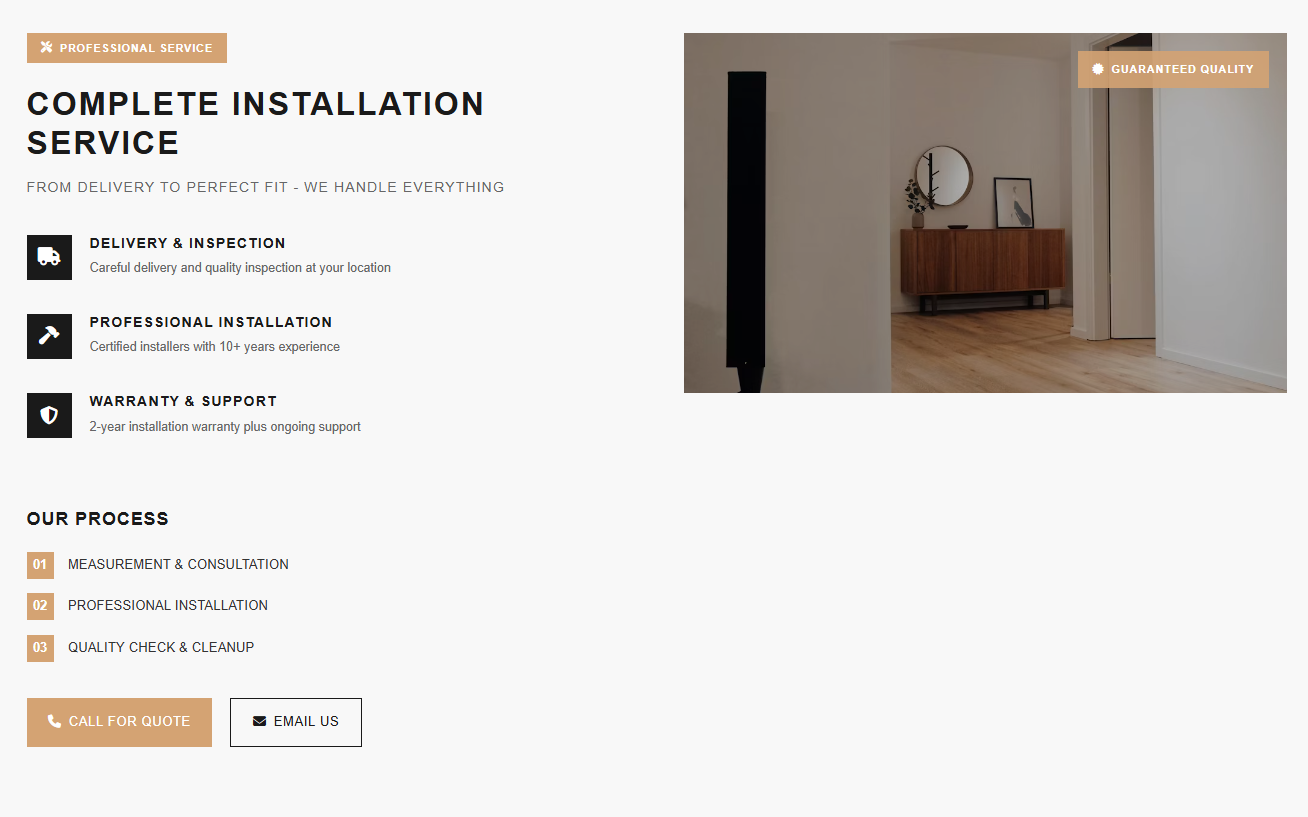 PROFESSIONAL SERVICE
COMPLETE INSTALLATION
SERVICE
FROM DELIVERY TO PERFECT FIT - WE HANDLE EVERYTHING
DELIVERY & INSPECTION
Careful delivery and quality inspection at your location
PROFESSIONAL INSTALLATION
Certified installers with 10+ years experience
WARRANTY & SUPPORT
2-year installation warranty plus ongoing support
OUR PROCESS
01 MEASUREMENT & CONSULTATION
02 PROFESSIONAL INSTALLATION
03 QUALITY CHECK & CLEANUP
CALL FOR QUOTE
EMAIL US
GUARANTEED QUALITY